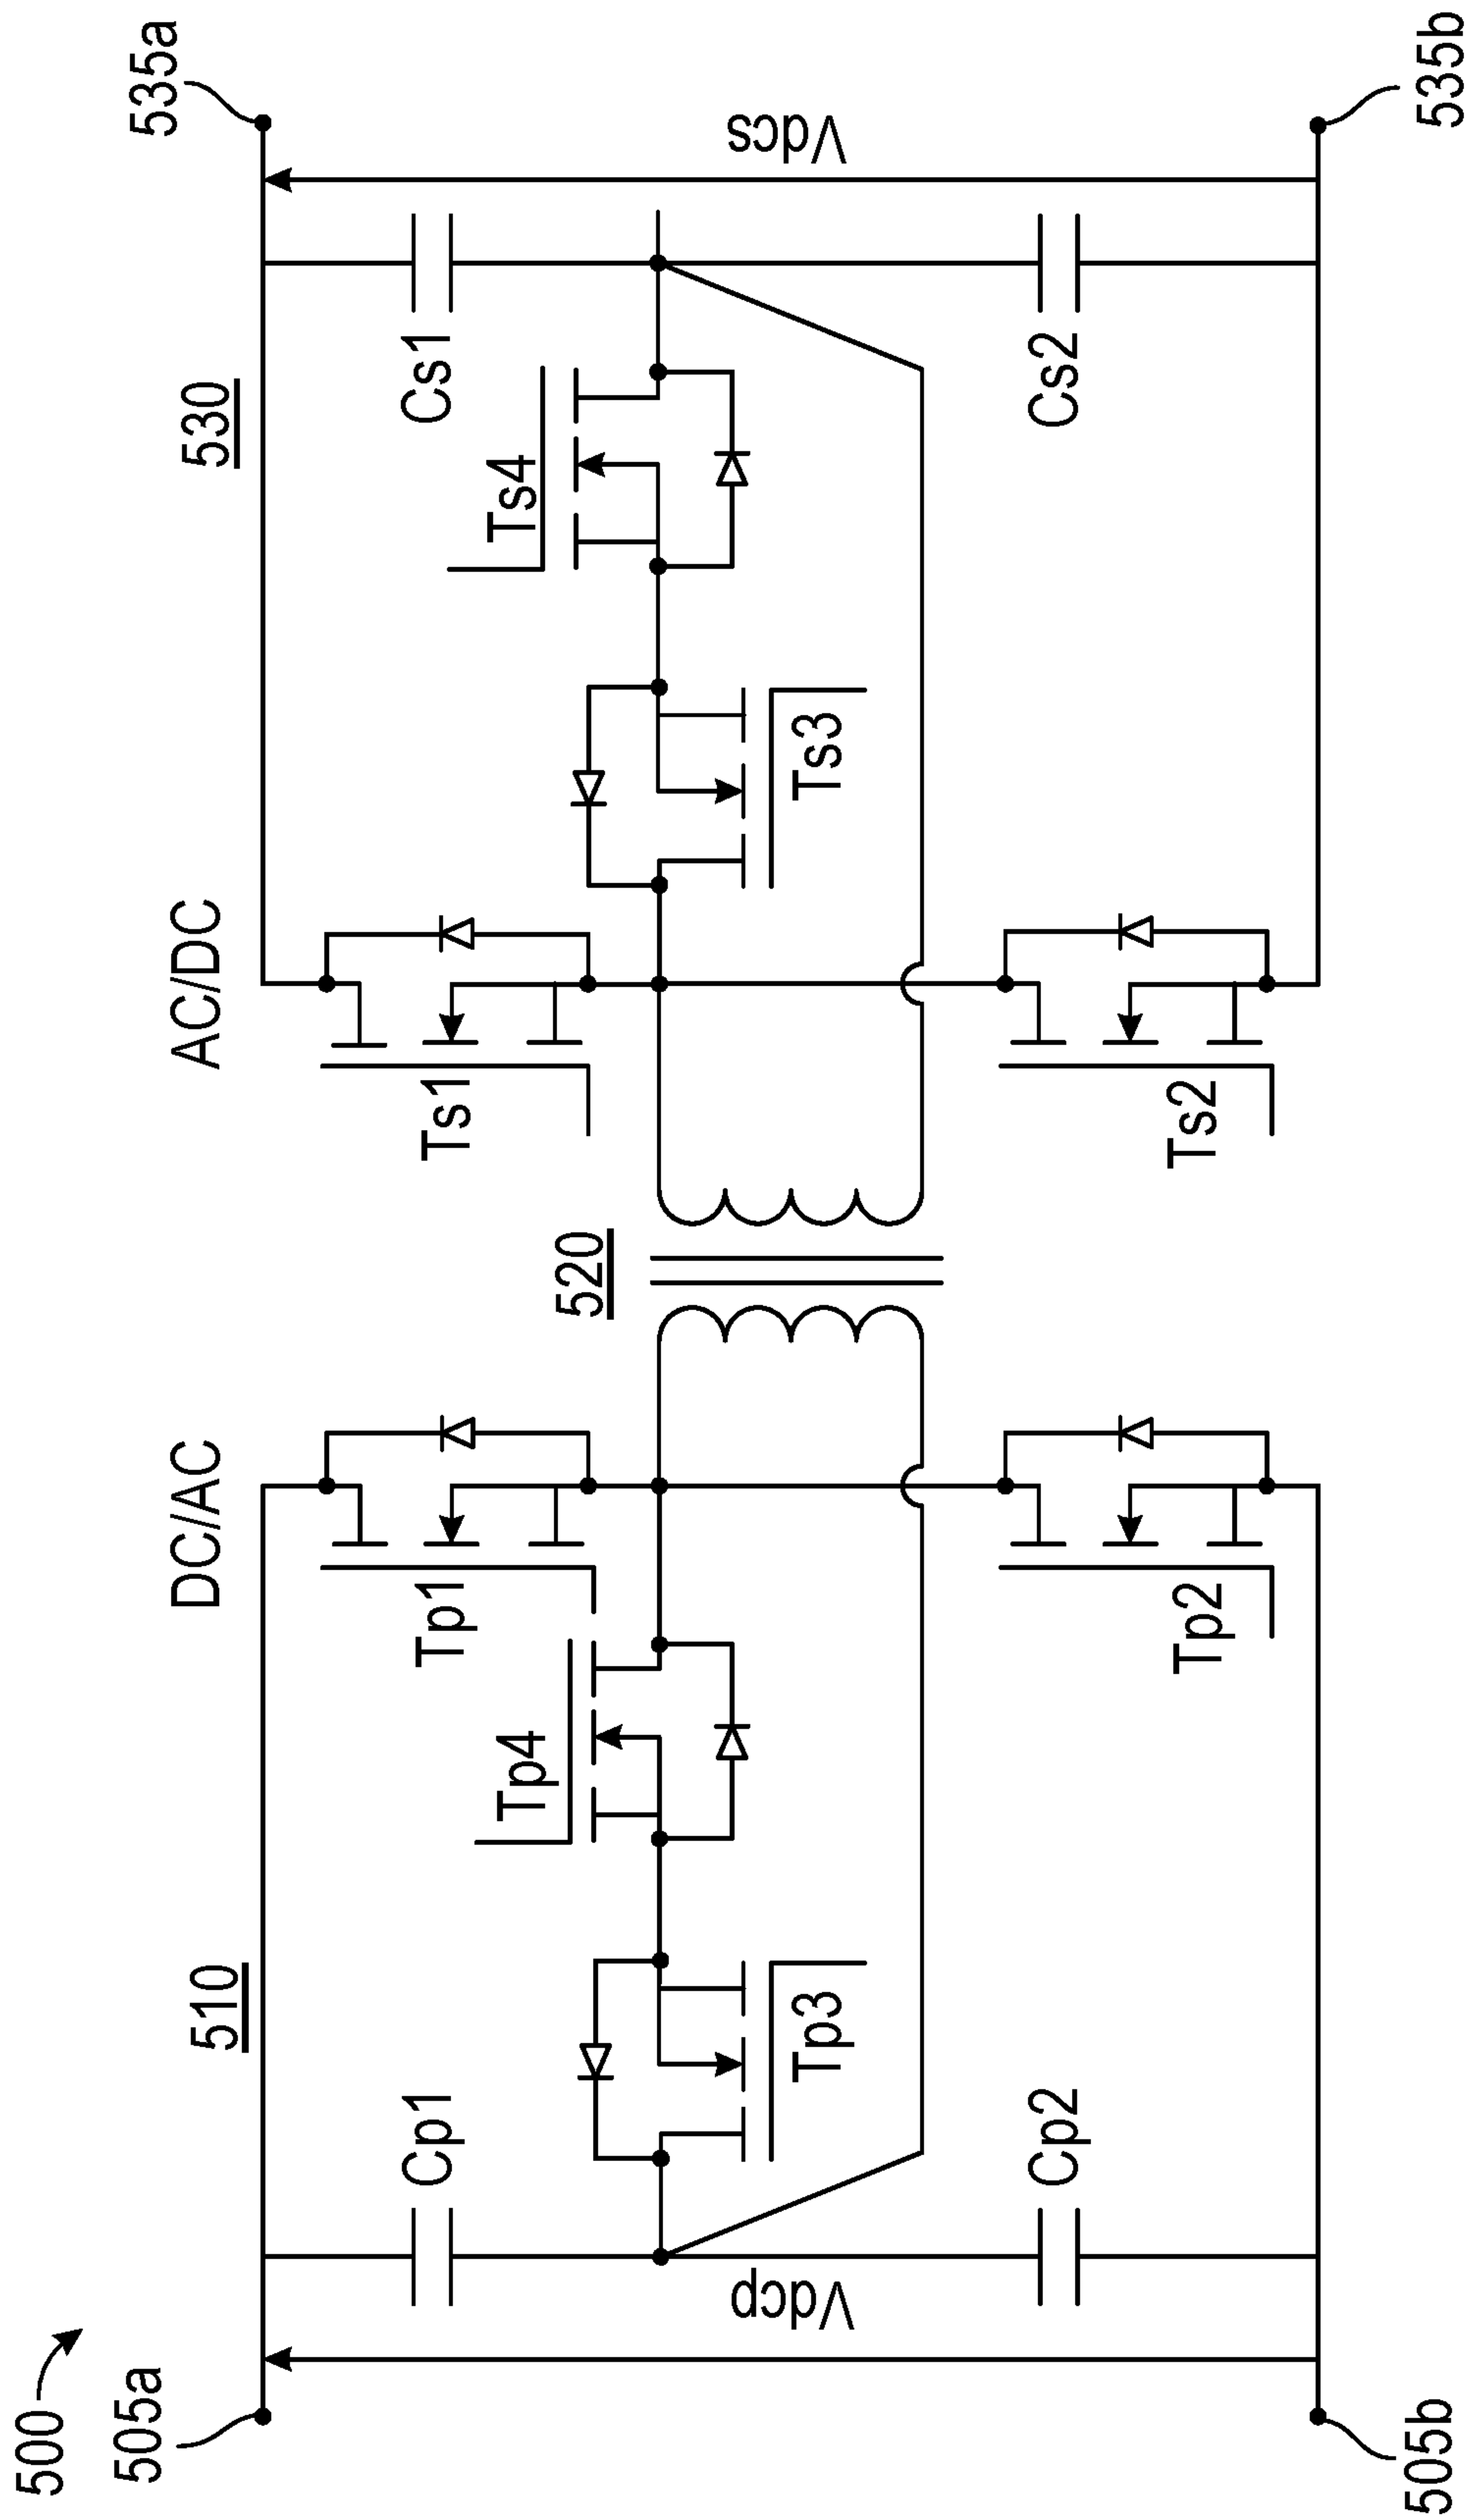 500
505a
505b
510
DC/AC
Vdcp
Cp1
Cp2
Tp3
Tp4
Tp1
Tp2
520
530
AC/DC
Ts1
Ts2
Ts3
Ts4
Cs1
Cs2
Vdcs
535a
535b